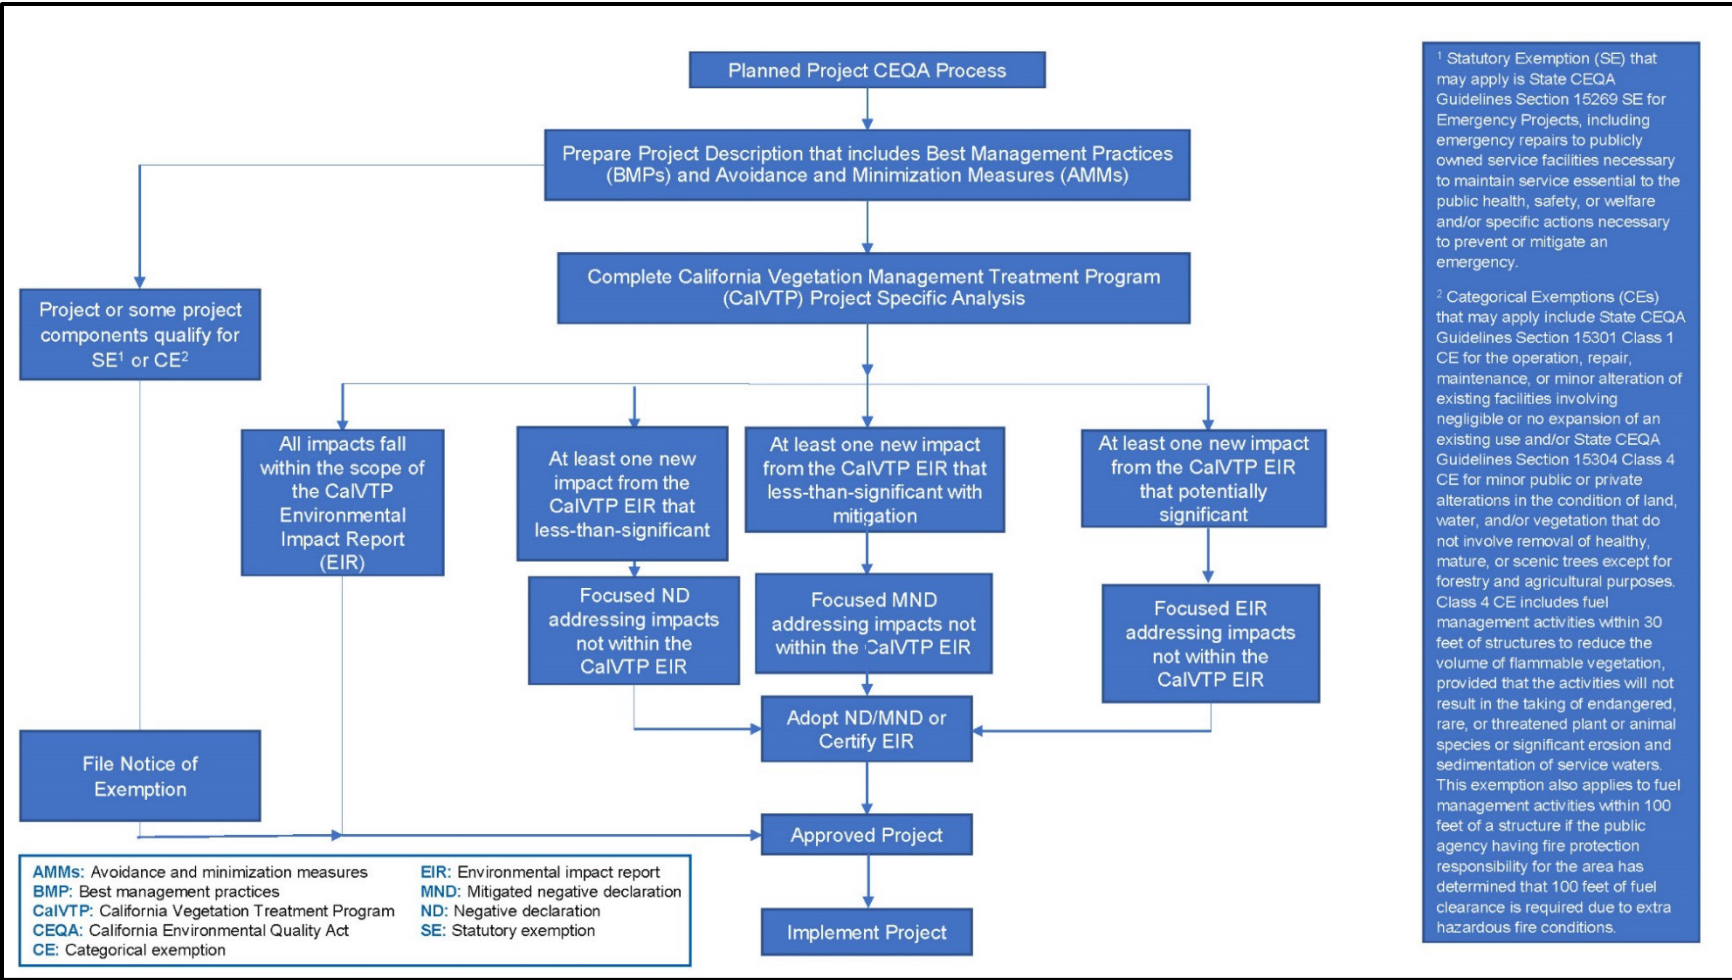 Planned Project CEQA Process
Prepare Project Description that includes Best Management Practices
(BMPs) and Avoidance and Minimization Measures (AMMs)
Complete California Vegetation Management Treatment Program
(CalVTP) Project Specific Analysis
Project or some project
components qualify for
SE¹ or CE²
All impacts fall
within the scope of
the CalVTP
Environmental
Impact Report
(EIR)
At least one new
impact from the
CalVTP EIR that
less-than-significant
At least one new impact
from the CalVTP EIR that
less-than-significant with
mitigation
At least one new impact
from the CalVTP EIR
that potentially
significant
Focused ND
addressing impacts
not within the
CalVTP EIR
Focused MND
addressing impacts not
within the CalVTP EIR
Focused EIR
addressing impacts
not within the
CalVTP EIR
Adopt ND/MND or
Certify EIR
File Notice of
Exemption
Approved Project
Implement Project
AMMs: Avoidance and minimization measures
BMP: Best management practices
CalVTP: California Vegetation Treatment Program
CEQA: California Environmental Quality Act
CE: Categorical exemption
EIR: Environmental impact report
MND: Mitigated negative declaration
ND: Negative declaration
SE: Statutory exemption
¹ Statutory Exemption (SE) that
may apply is State CEQA
Guidelines Section 15269 SE for
Emergency Projects, including
emergency repairs to publicly
owned service facilities necessary
to maintain service essential to the
public health, safety, or welfare
and/or specific actions necessary
to prevent or mitigate an
emergency.
² Categorical Exemptions (CEs)
that may apply include State CEQA
Guidelines Section 15301 Class 1
CE for the operation, repair,
maintenance, or minor alteration of
existing facilities involving
negligible or no expansion of an
existing use and/or State CEQA
Guidelines Section 15304 Class 4
CE for minor public or private
alterations in the condition of land,
water, and/or vegetation that do
not involve removal of healthy,
mature, or scenic trees except for
forestry and agricultural purposes.
Class 4 CE includes fuel
management activities within 30
feet of structures to reduce the
volume of flammable vegetation,
provided that the activities will not
result in the taking of endangered,
rare, or threatened plant or animal
species or significant erosion and
sedimentation of service waters.
This exemption also applies to fuel
management activities within 100
feet of a structure if the public
agency having fire protection
responsibility for the area has
determined that 100 feet of fuel
clearance is required due to extra
hazardous fire conditions.